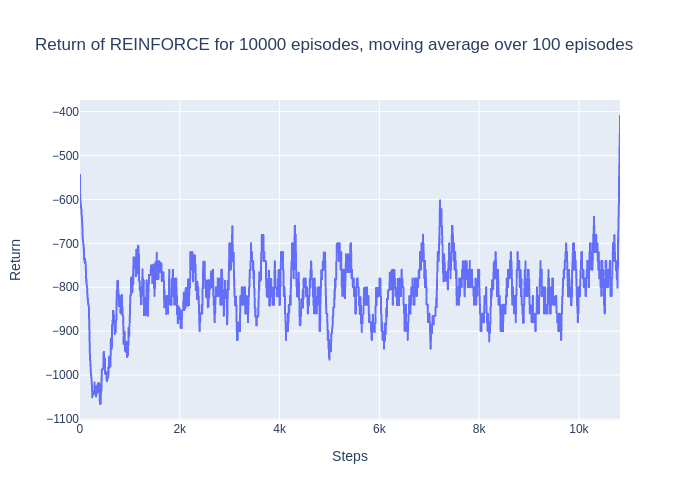 Return of REINFORCE for 10000 episodes, moving average over 100 episodes
−400
−500
−600
−700
−800
−900
−1000
−1100
Return
0 2k 4k 6k 8k 10k
Steps